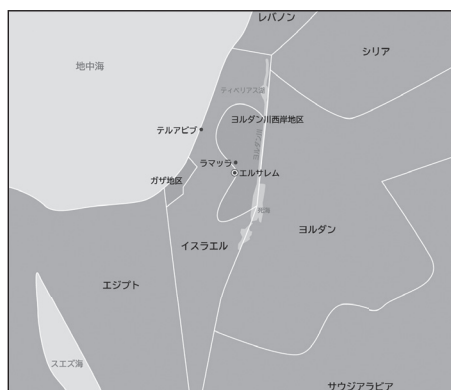 レバノン
シリア
地中海
ティベリアス湖
ヨルダン川西岸地区
テルアビブ
ヨルダン川
ラマッラ
エルサレム
ガザ地区
死海
ヨルダン
イスラエル
エジプト
スエズ海
サウジアラビア